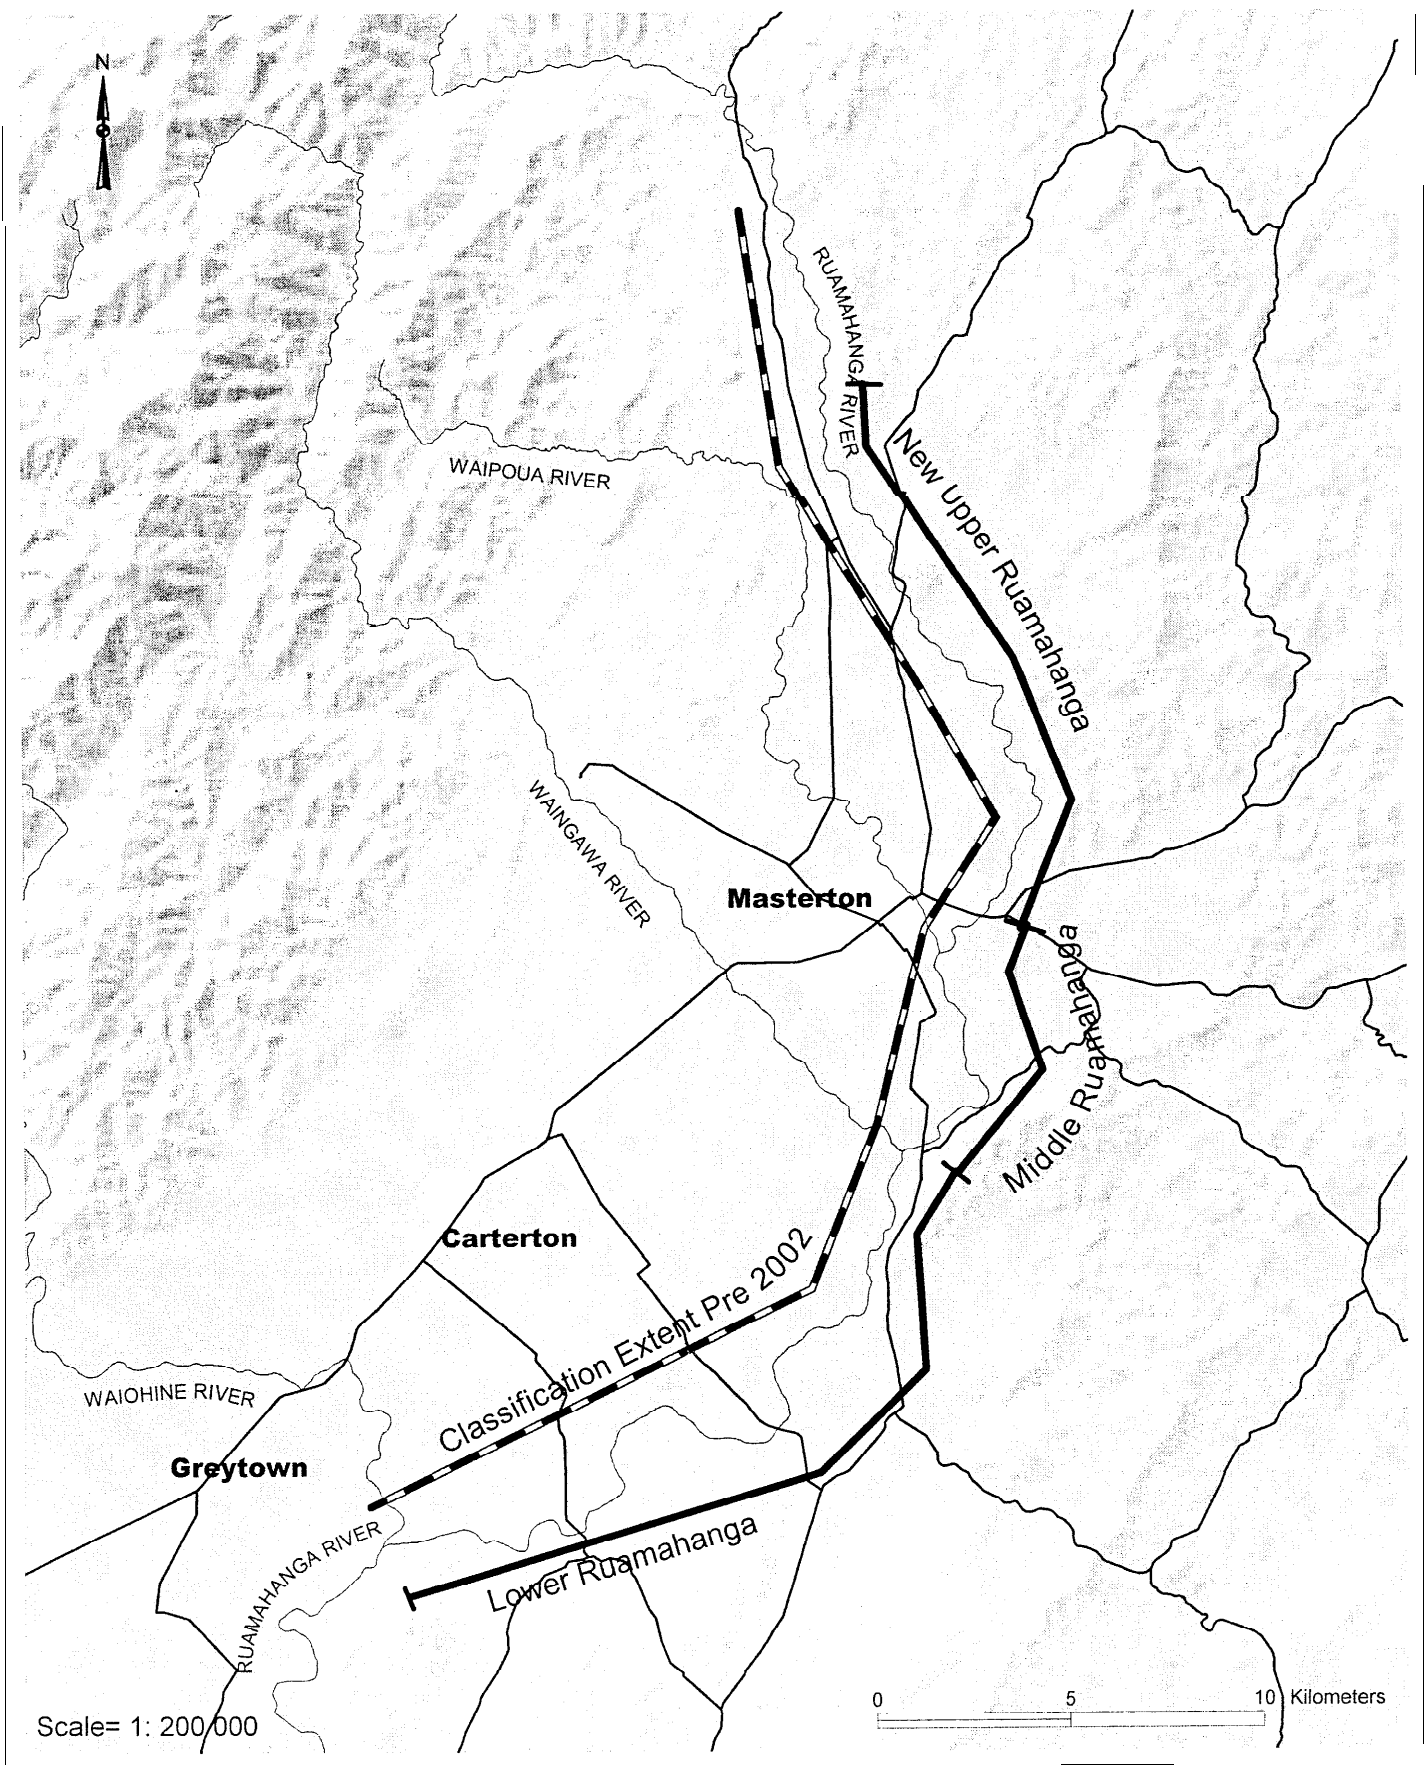 N
RUAMAHANGA RIVER
WAIPOUA RIVER
New Upper Ruamahanga
WAINGAWA RIVER
Masterton
Middle Ruamahanga
Carterton
Classification Extent Pre 2002
WAIOHINE RIVER
Greytown
RUAMAHANGA RIVER
Lower Ruamahanga
0 5 10 Kilometers
Scale= 1: 200 000